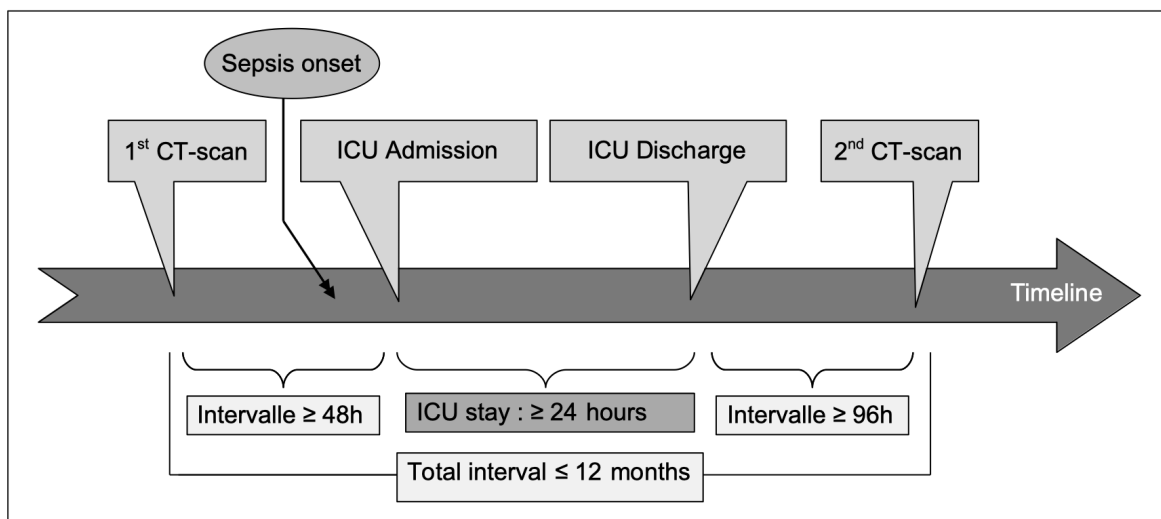 Sepsis onset
1st CT-scan
ICU Admission
ICU Discharge
2nd CT-scan
Timeline
Intervalle ≥ 48h
ICU stay : ≥ 24 hours
Intervalle ≥ 96h
Total interval ≤ 12 months